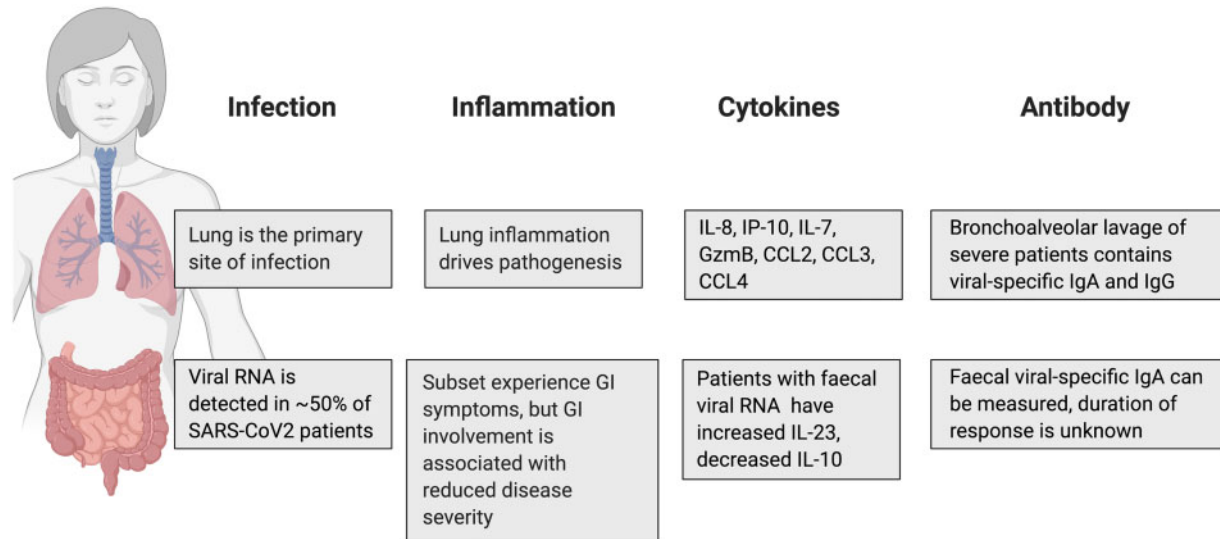 Infection
Inflammation
Cytokines
Antibody
Lung is the primary
site of infection
Lung inflammation
drives pathogenesis
IL-8, IP-10, IL-7,
GzmB, CCL2, CCL3,
CCL4
Bronchoalveolar lavage of
severe patients contains
viral-specific IgA and IgG
Viral RNA is
detected in ~50% of
SARS-CoV2 patients
Subset experience GI
symptoms, but GI
involvement is
associated with
reduced disease
severity
Patients with faecal
viral RNA have
increased IL-23,
decreased IL-10
Faecal viral-specific IgA can
be measured, duration of
response is unknown